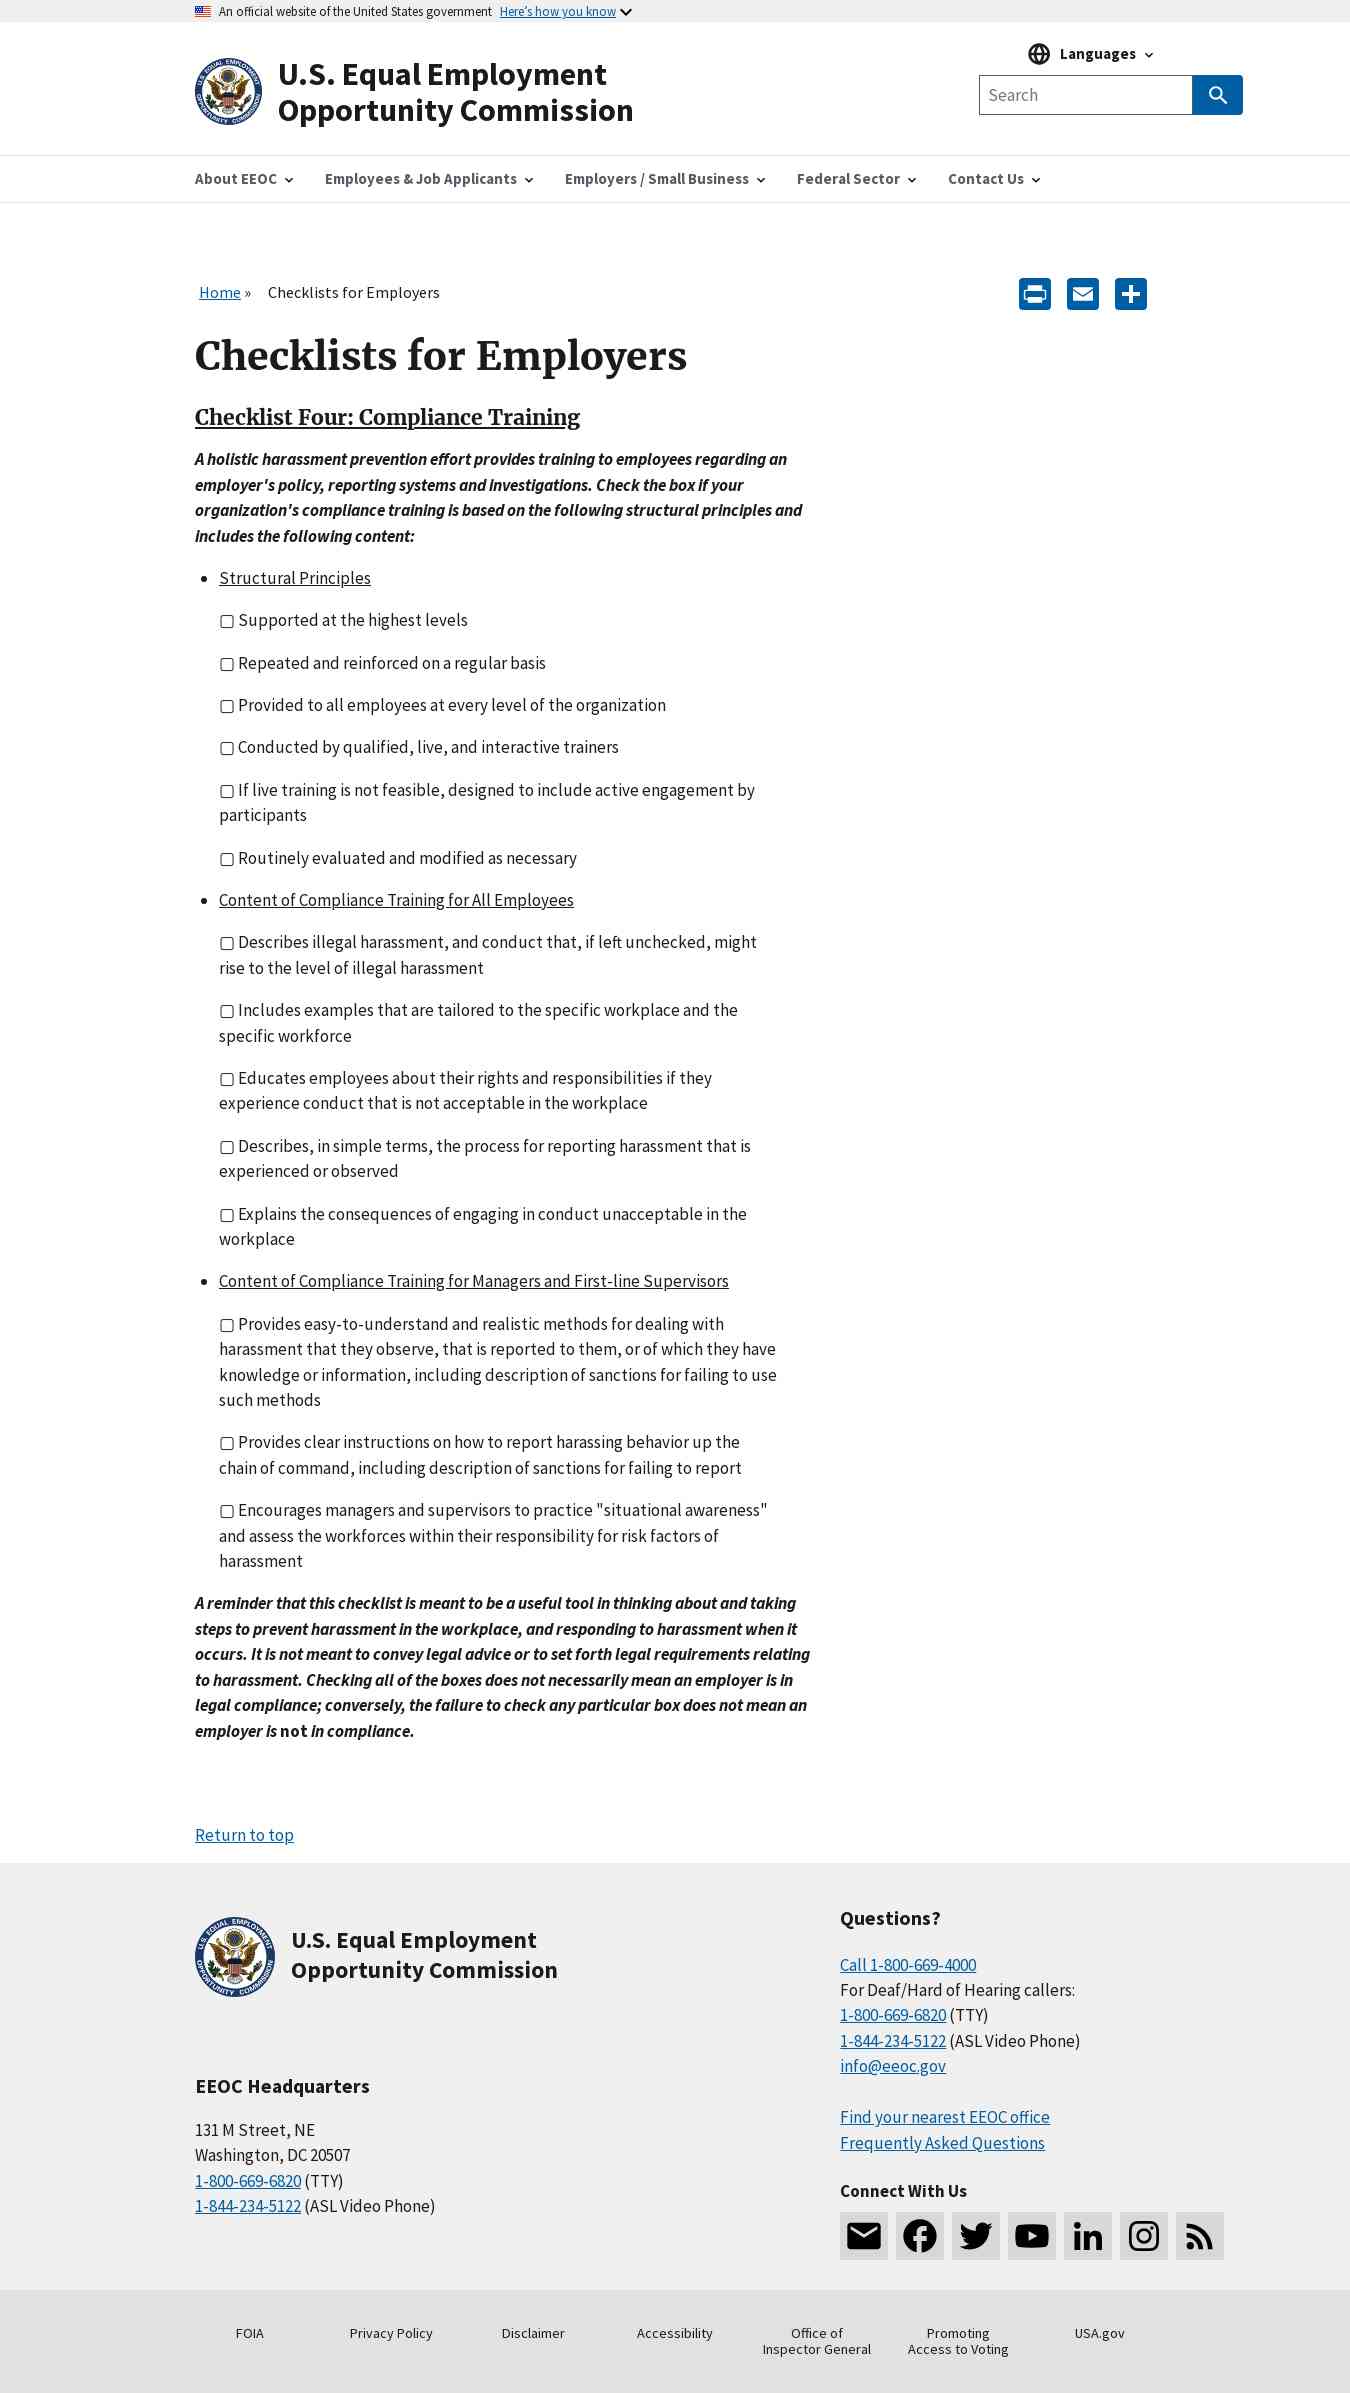 An official website of the United States government Here's how you know
U.S. Equal Employment
Opportunity Commission
Languages
Search
About EEOC
Employees & Job Applicants
Employers / Small Business
Federal Sector
Contact Us
Home » Checklists for Employers
Checklists for Employers
Checklist Four: Compliance Training
A holistic harassment prevention effort provides training to employees regarding an
employer's policy, reporting systems and investigations. Check the box if your
organization's compliance training is based on the following structural principles and
includes the following content:
• Structural Principles
▢ Supported at the highest levels
▢ Repeated and reinforced on a regular basis
▢ Provided to all employees at every level of the organization
▢ Conducted by qualified, live, and interactive trainers
▢ If live training is not feasible, designed to include active engagement by
participants
▢ Routinely evaluated and modified as necessary
• Content of Compliance Training for All Employees
▢ Describes illegal harassment, and conduct that, if left unchecked, might
rise to the level of illegal harassment
▢ Includes examples that are tailored to the specific workplace and the
specific workforce
▢ Educates employees about their rights and responsibilities if they
experience conduct that is not acceptable in the workplace
▢ Describes, in simple terms, the process for reporting harassment that is
experienced or observed
▢ Explains the consequences of engaging in conduct unacceptable in the
workplace
• Content of Compliance Training for Managers and First-line Supervisors
▢ Provides easy-to-understand and realistic methods for dealing with
harassment that they observe, that is reported to them, or of which they have
knowledge or information, including description of sanctions for failing to use
such methods
▢ Provides clear instructions on how to report harassing behavior up the
chain of command, including description of sanctions for failing to report
▢ Encourages managers and supervisors to practice "situational awareness"
and assess the workforces within their responsibility for risk factors of
harassment
A reminder that this checklist is meant to be a useful tool in thinking about and taking
steps to prevent harassment in the workplace, and responding to harassment when it
occurs. It is not meant to convey legal advice or to set forth legal requirements relating
to harassment. Checking all of the boxes does not necessarily mean an employer is in
legal compliance; conversely, the failure to check any particular box does not mean an
employer is not in compliance.
Return to top
U.S. Equal Employment
Opportunity Commission
EEOC Headquarters
131 M Street, NE
Washington, DC 20507
1-800-669-6820 (TTY)
1-844-234-5122 (ASL Video Phone)
Questions?
Call 1-800-669-4000
For Deaf/Hard of Hearing callers:
1-800-669-6820 (TTY)
1-844-234-5122 (ASL Video Phone)
info@eeoc.gov
Find your nearest EEOC office
Frequently Asked Questions
Connect With Us
FOIA
Privacy Policy
Disclaimer
Accessibility
Office of
Inspector General
Promoting
Access to Voting
USA.gov